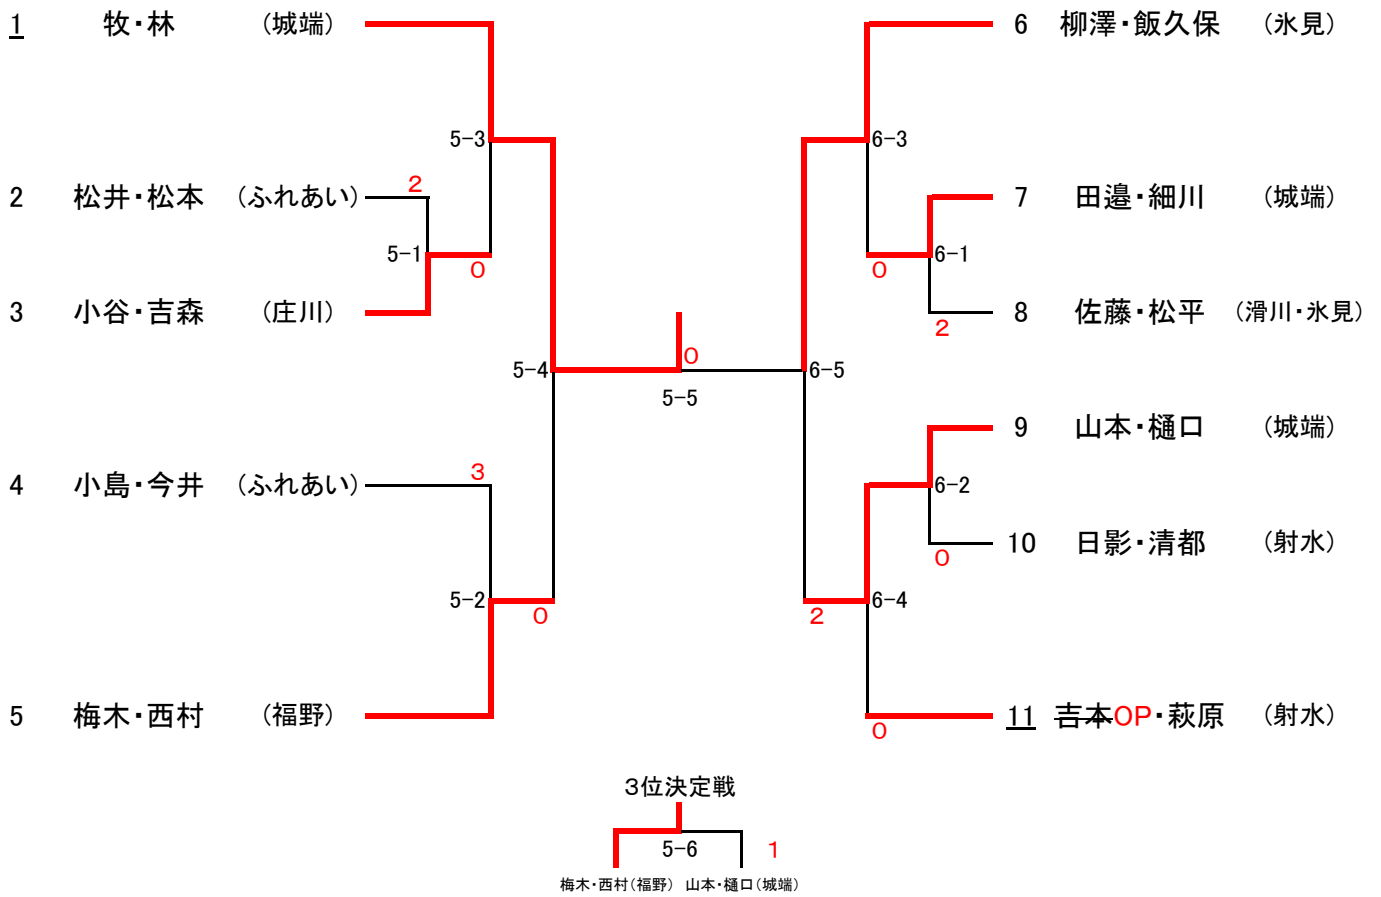 1 牧・林 (城端)
6 柳澤・飯久保 (氷見)
5-3
6-3
2 松井・松本 (ふれあい) 2
7 田邉・細川 (城端)
5-1
0
0
6-1
3 小谷・吉森 (庄川)
8 佐藤・松平 (滑川・氷見)
2
5-4
0
6-5
5-5
9 山本・樋口 (城端)
4 小島・今井 (ふれあい) 3
6-2
10 日影・清都 (射水)
0
5-2
0
2
6-4
5 梅木・西村 (福野)
11 吉本OP・萩原 (射水)
0
3位決定戦
5-6
1
梅木・西村(福野) 山本・樋口(城端)